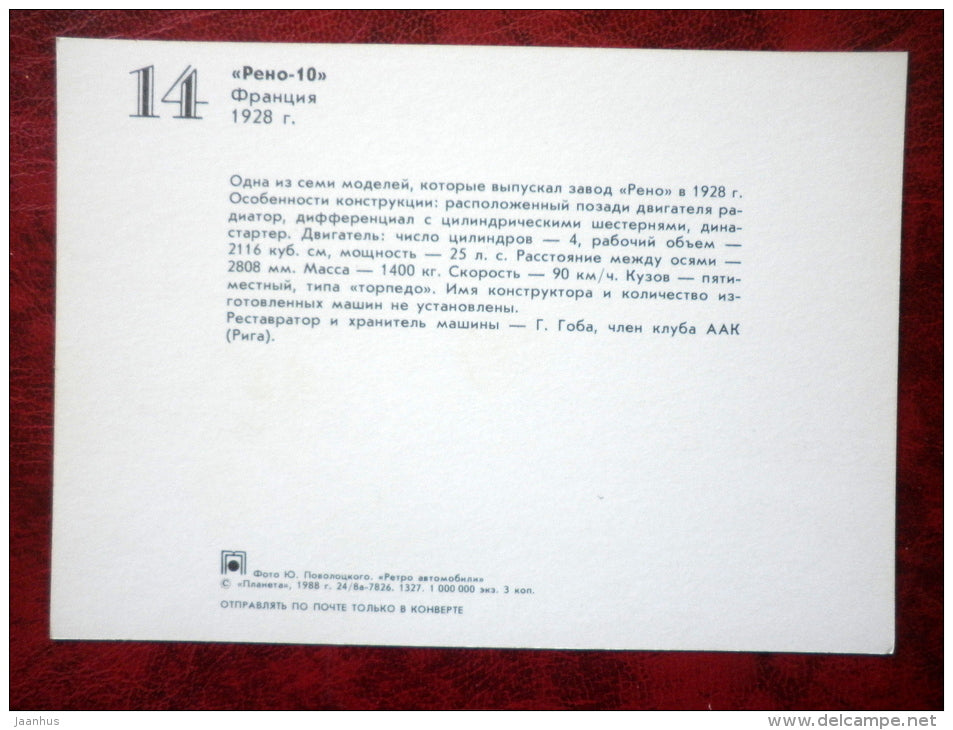 14
«Рено-10»
Франция
1928 г.
Одна из семи моделей, которые выпускал завод «Рено» в 1928 г.
Особенности конструкции: расположенный позади двигателя ра-
диатор, дифференциал с цилиндрическими шестернями, дина-
стартер. Двигатель: число цилиндров — 4, рабочий объем —
2116 куб. см, мощность — 25 л. с. Расстояние между осями —
2808 мм. Масса — 1400 кг. Скорость — 90 км/ч. Кузов — пяти-
местный, типа «торпедо». Имя конструктора и количество из-
готовленных машин не установлены.
Реставратор и хранитель машины — Г. Гоба, член клуба ААК
(Рига).
Фото Ю. Поволоцкого. «Ретро автомобили»
© «Планета», 1988 г. 24/8а-7826. 1327. 1 000 000 экз. 3 коп.
ОТПРАВЛЯТЬ ПО ПОЧТЕ ТОЛЬКО В КОНВЕРТЕ
jaanhus
www.delcampe.net